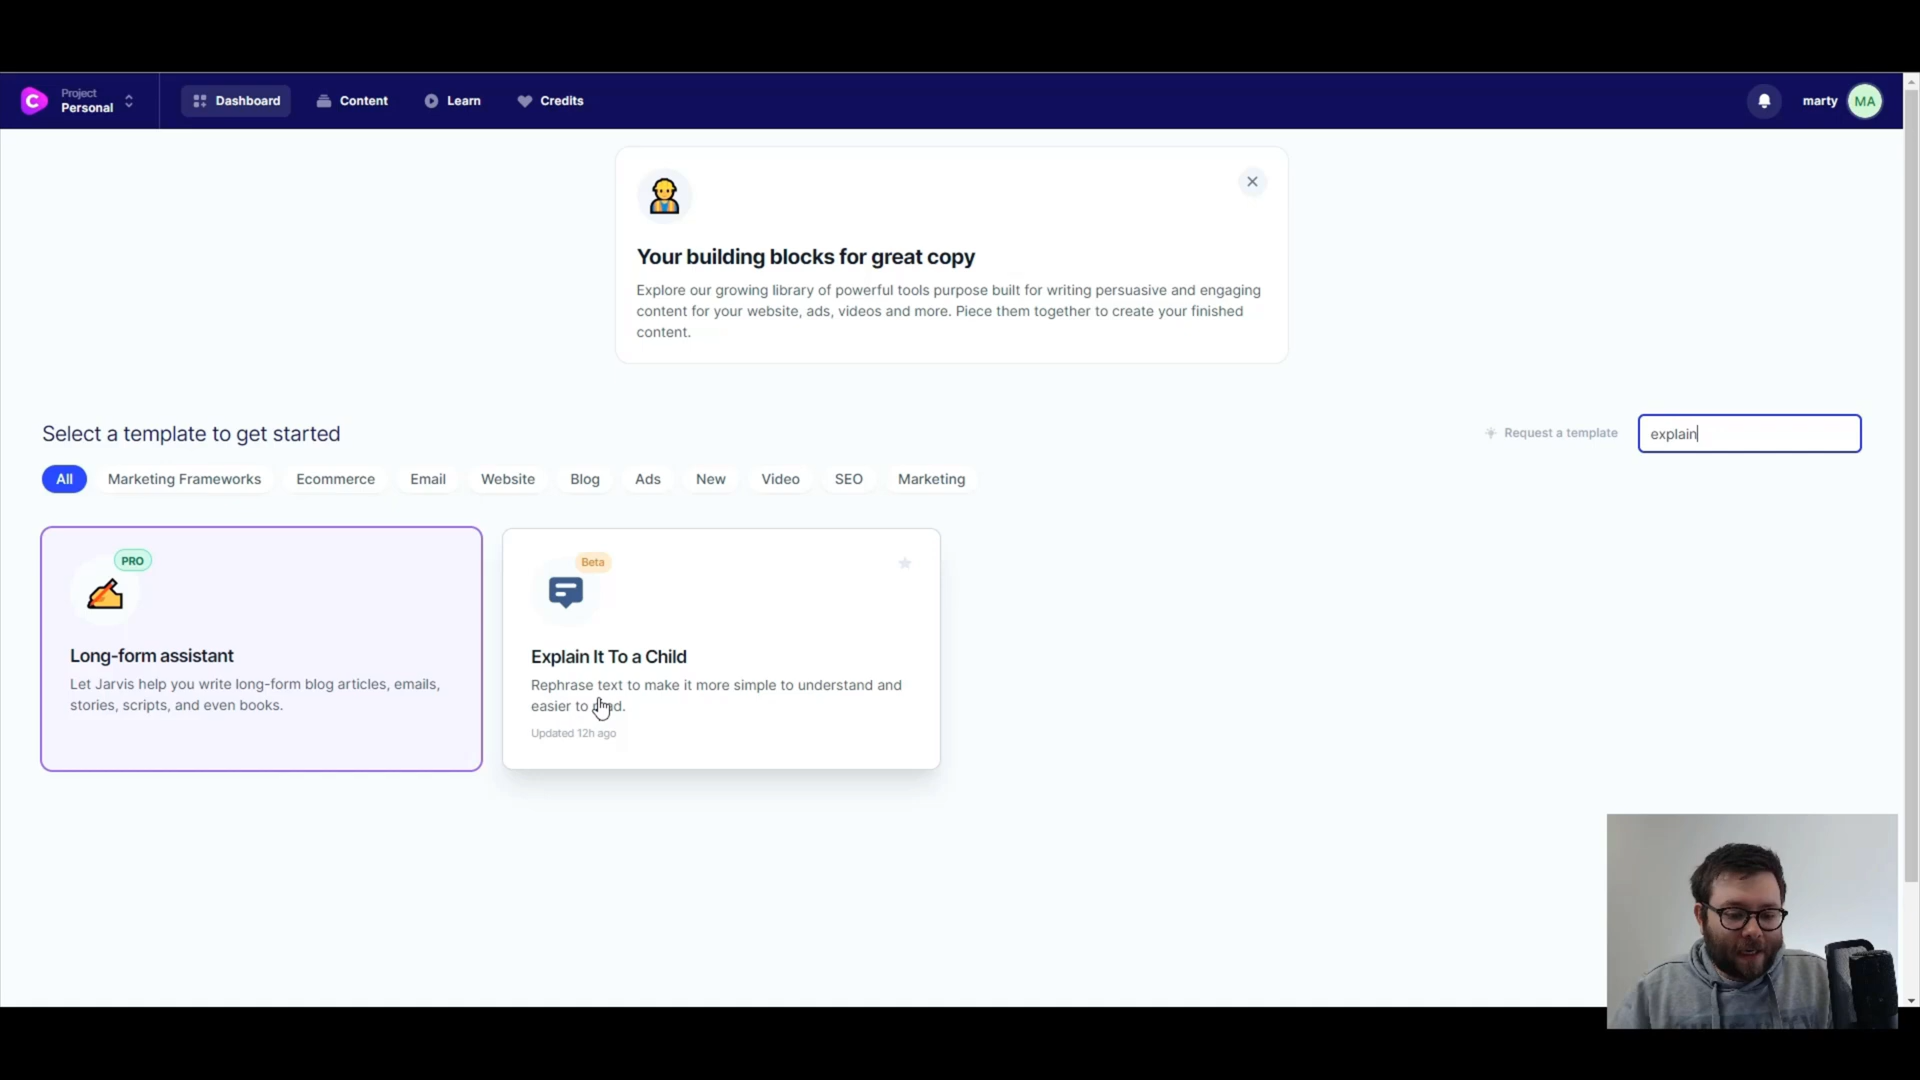 C
Project
Personal
Dashboard
Content
Learn
Credits
marty
MA
Your building blocks for great copy
Explore our growing library of powerful tools purpose built for writing persuasive and engaging
content for your website, ads, videos and more. Piece them together to create your finished
content.
Select a template to get started
Request a template
explain
All
Marketing Frameworks
Ecommerce
Email
Website
Blog
Ads
New
Video
SEO
Marketing
PRO
Long-form assistant
Let Jarvis help you write long-form blog articles, emails,
stories, scripts, and even books.
Beta
Explain It To a Child
Rephrase text to make it more simple to understand and
easier to
Updated 12h ago